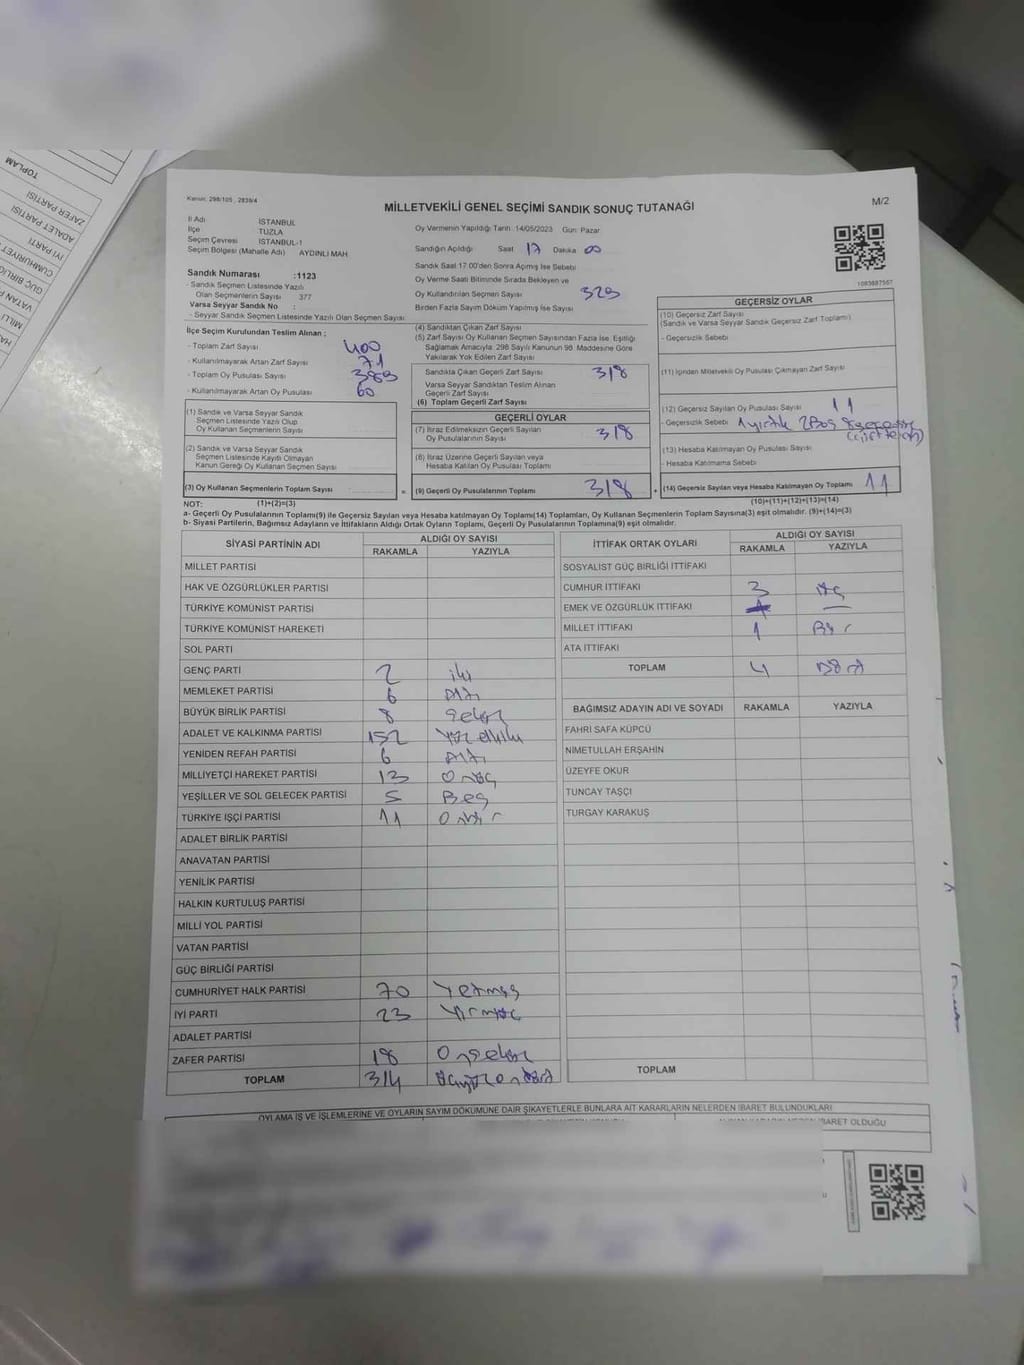 Kanun; 298/105 , 2839/4
M/2
MİLLETVEKİLİ GENEL SEÇİMİ SANDIK SONUÇ TUTANAĞI
İl Adı İSTANBUL
İlçe TUZLA
Seçim Çevresi İSTANBUL-1
Seçim Bölgesi (Mahalle Adı) AYDINLI MAH
Oy Vermenin Yapıldığı Tarih :14/05/2023 Gün: Pazar
Sandığın Açıldığı Saat 17 Dakika 00
Sandık Saat 17:00'den Sonra Açılmış İse Sebebi
Oy Verme Saati Bitiminde Sırada Bekleyen ve
Oy Kullandırılan Seçmen Sayısı 329
Birden Fazla Sayım Döküm Yapılmış İse Sayısı
Sandık Numarası :1123
- Sandık Seçmen Listesinde Yazılı
Olan Seçmenlerin Sayısı 377
Varsa Seyyar Sandık No :
- Seyyar Sandık Seçmen Listesinde Yazılı Olan Seçmen Sayısı
İlçe Seçim Kurulundan Teslim Alınan ;
- Toplam Zarf Sayısı 400
- Kullanılmayarak Artan Zarf Sayısı 71
- Toplam Oy Pusulası Sayısı 389
- Kullanılmayarak Artan Oy Pusulası 60
(1) Sandık ve Varsa Seyyar Sandık
Seçmen Listesinde Yazılı Olup
Oy Kullanan Seçmenlerin Sayısı
(2) Sandık ve Varsa Seyyar Sandık
Seçmen Listesinde Kayıtlı Olmayan
Kanun Gereği Oy Kullanan Seçmen Sayısı
(3) Oy Kullanan Seçmenlerin Toplam Sayısı
(4) Sandıktan Çıkan Zarf Sayısı
(5) Zarf Sayısı Oy Kullanan Seçmen Sayısından Fazla İse Eşitliği
Sağlamak Amacıyla, 298 Sayılı Kanunun 98. Maddesine Göre
Yakılarak Yok Edilen Zarf Sayısı
Sandıkta Çıkan Geçerli Zarf Sayısı 318
Varsa Seyyar Sandıktan Teslim Alınan
Geçerli Zarf Sayısı
(6) Toplam Geçerli Zarf Sayısı
GEÇERLİ OYLAR
(7) İtiraz Edilmeksizin Geçerli Sayılan
Oy Pusulalarının Sayısı 318
(8) İtiraz Üzerine Geçerli Sayılan veya
Hesaba Katılan Oy Pusulası Toplamı
= (9) Geçerli Oy Pusulalarının Toplamı 318 +
1083887557
GEÇERSİZ OYLAR
(10) Geçersiz Zarf Sayısı
(Sandık ve Varsa Seyyar Sandık Geçersiz Zarf Toplamı)
- Geçersizlik Sebebi
(11) İçinden Milletvekili Oy Pusulası Çıkmayan Zarf Sayısı
(12) Geçersiz Sayılan Oy Pusulası Sayısı 11
- Geçersizlik Sebebi 1 yırtık 2 Boş 8 geçersiz
(13) Hesaba Katılmayan Oy Pusulası Sayısı
- Hesaba Katılmama Sebebi
(14) Geçersiz Sayılan veya Hesaba Katılmayan Oy Toplamı 11
NOT: (1)+(2)=(3) (10)+(11)+(12)+(13)=(14)
a- Geçerli Oy Pusulalarının Toplamı(9) ile Geçersiz Sayılan veya Hesaba katılmayan Oy Toplamı(14) Toplamları, Oy Kullanan Seçmenlerin Toplam Sayısına(3) eşit olmalıdır. (9)+(14)=(3)
b- Siyasi Partilerin, Bağımsız Adayların ve İttifakların Aldığı Ortak Oyların Toplamı, Geçerli Oy Pusulalarının Toplamına(9) eşit olmalıdır.
SİYASİ PARTİNİN ADI ALDIĞI OY SAYISI
RAKAMLA YAZIYLA
MİLLET PARTİSİ
HAK VE ÖZGÜRLÜKLER PARTİSİ
TÜRKİYE KOMÜNİST PARTİSİ
TÜRKİYE KOMÜNİST HAREKETİ
SOL PARTİ
GENÇ PARTİ 2 iki
MEMLEKET PARTİSİ 6 Altı
BÜYÜK BİRLİK PARTİSİ 8 Sekiz
ADALET VE KALKINMA PARTİSİ 152 Yüz elliiki
YENİDEN REFAH PARTİSİ 6 Altı
MİLLİYETÇİ HAREKET PARTİSİ 13 Onüç
YEŞİLLER VE SOL GELECEK PARTİSİ 5 Beş
TÜRKİYE İŞÇİ PARTİSİ 11 Onbir
ADALET BİRLİK PARTİSİ
ANAVATAN PARTİSİ
YENİLİK PARTİSİ
HALKIN KURTULUŞ PARTİSİ
MİLLİ YOL PARTİSİ
VATAN PARTİSİ
GÜÇ BİRLİĞİ PARTİSİ
CUMHURİYET HALK PARTİSİ 70 Yetmiş
İYİ PARTİ 23 Yirmiüç
ADALET PARTİSİ
ZAFER PARTİSİ 18 Onsekiz
TOPLAM 314 Üçyüzondört
İTTİFAK ORTAK OYLARI ALDIĞI OY SAYISI
RAKAMLA YAZIYLA
SOSYALİST GÜÇ BİRLİĞİ İTTİFAKI
CUMHUR İTTİFAKI 3 Üç
EMEK VE ÖZGÜRLÜK İTTİFAKI —
MİLLET İTTİFAKI 1 Bir
ATA İTTİFAKI
TOPLAM 4 Dört
BAĞIMSIZ ADAYIN ADI VE SOYADI RAKAMLA YAZIYLA
FAHRİ SAFA KÜPCÜ
NİMETULLAH ERŞAHİN
ÜZEYFE OKUR
TUNCAY TAŞÇI
TURGAY KARAKUŞ
TOPLAM
OYLAMA İŞ VE İŞLEMLERİNE VE OYLARIN SAYIM DÖKÜMÜNE DAİR ŞİKAYETLERLE BUNLARA AİT KARARLARIN NELERDEN İBARET BULUNDUKLARI
İBARET OLDUĞU
TOPLAM
ZAFER PARTİSİ
ADALET PARTİSİ
İYİ PARTİ